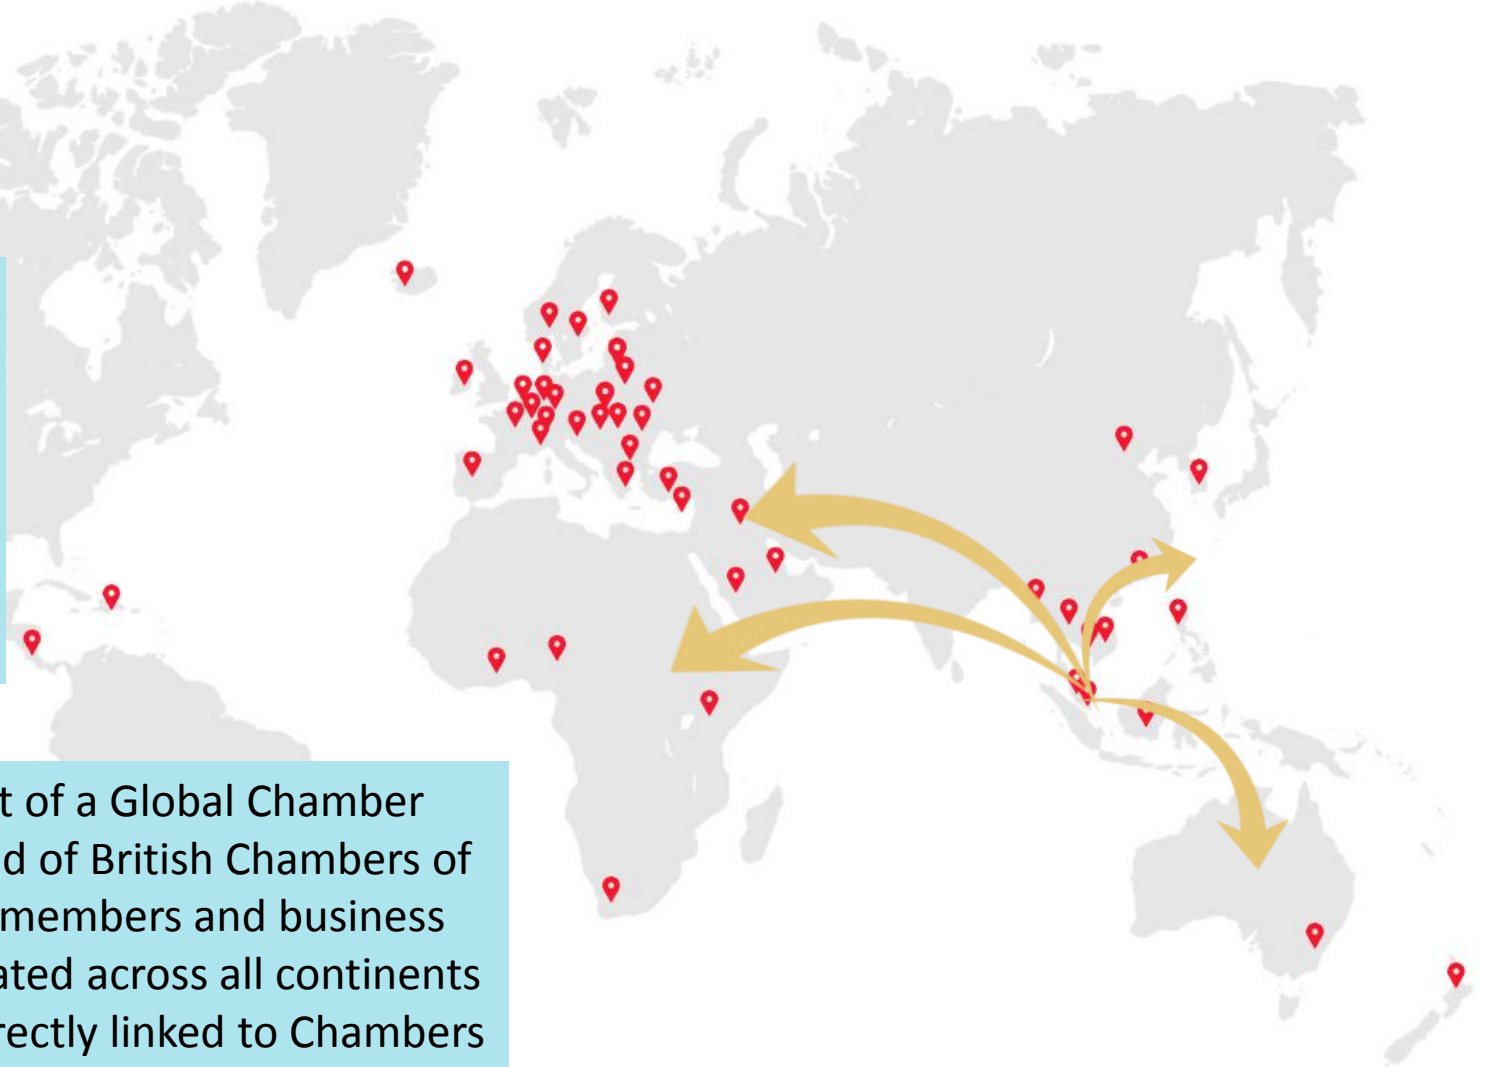 t of a Global Chamber
d of British Chambers of
members and business
ated across all continents
rectly linked to Chambers